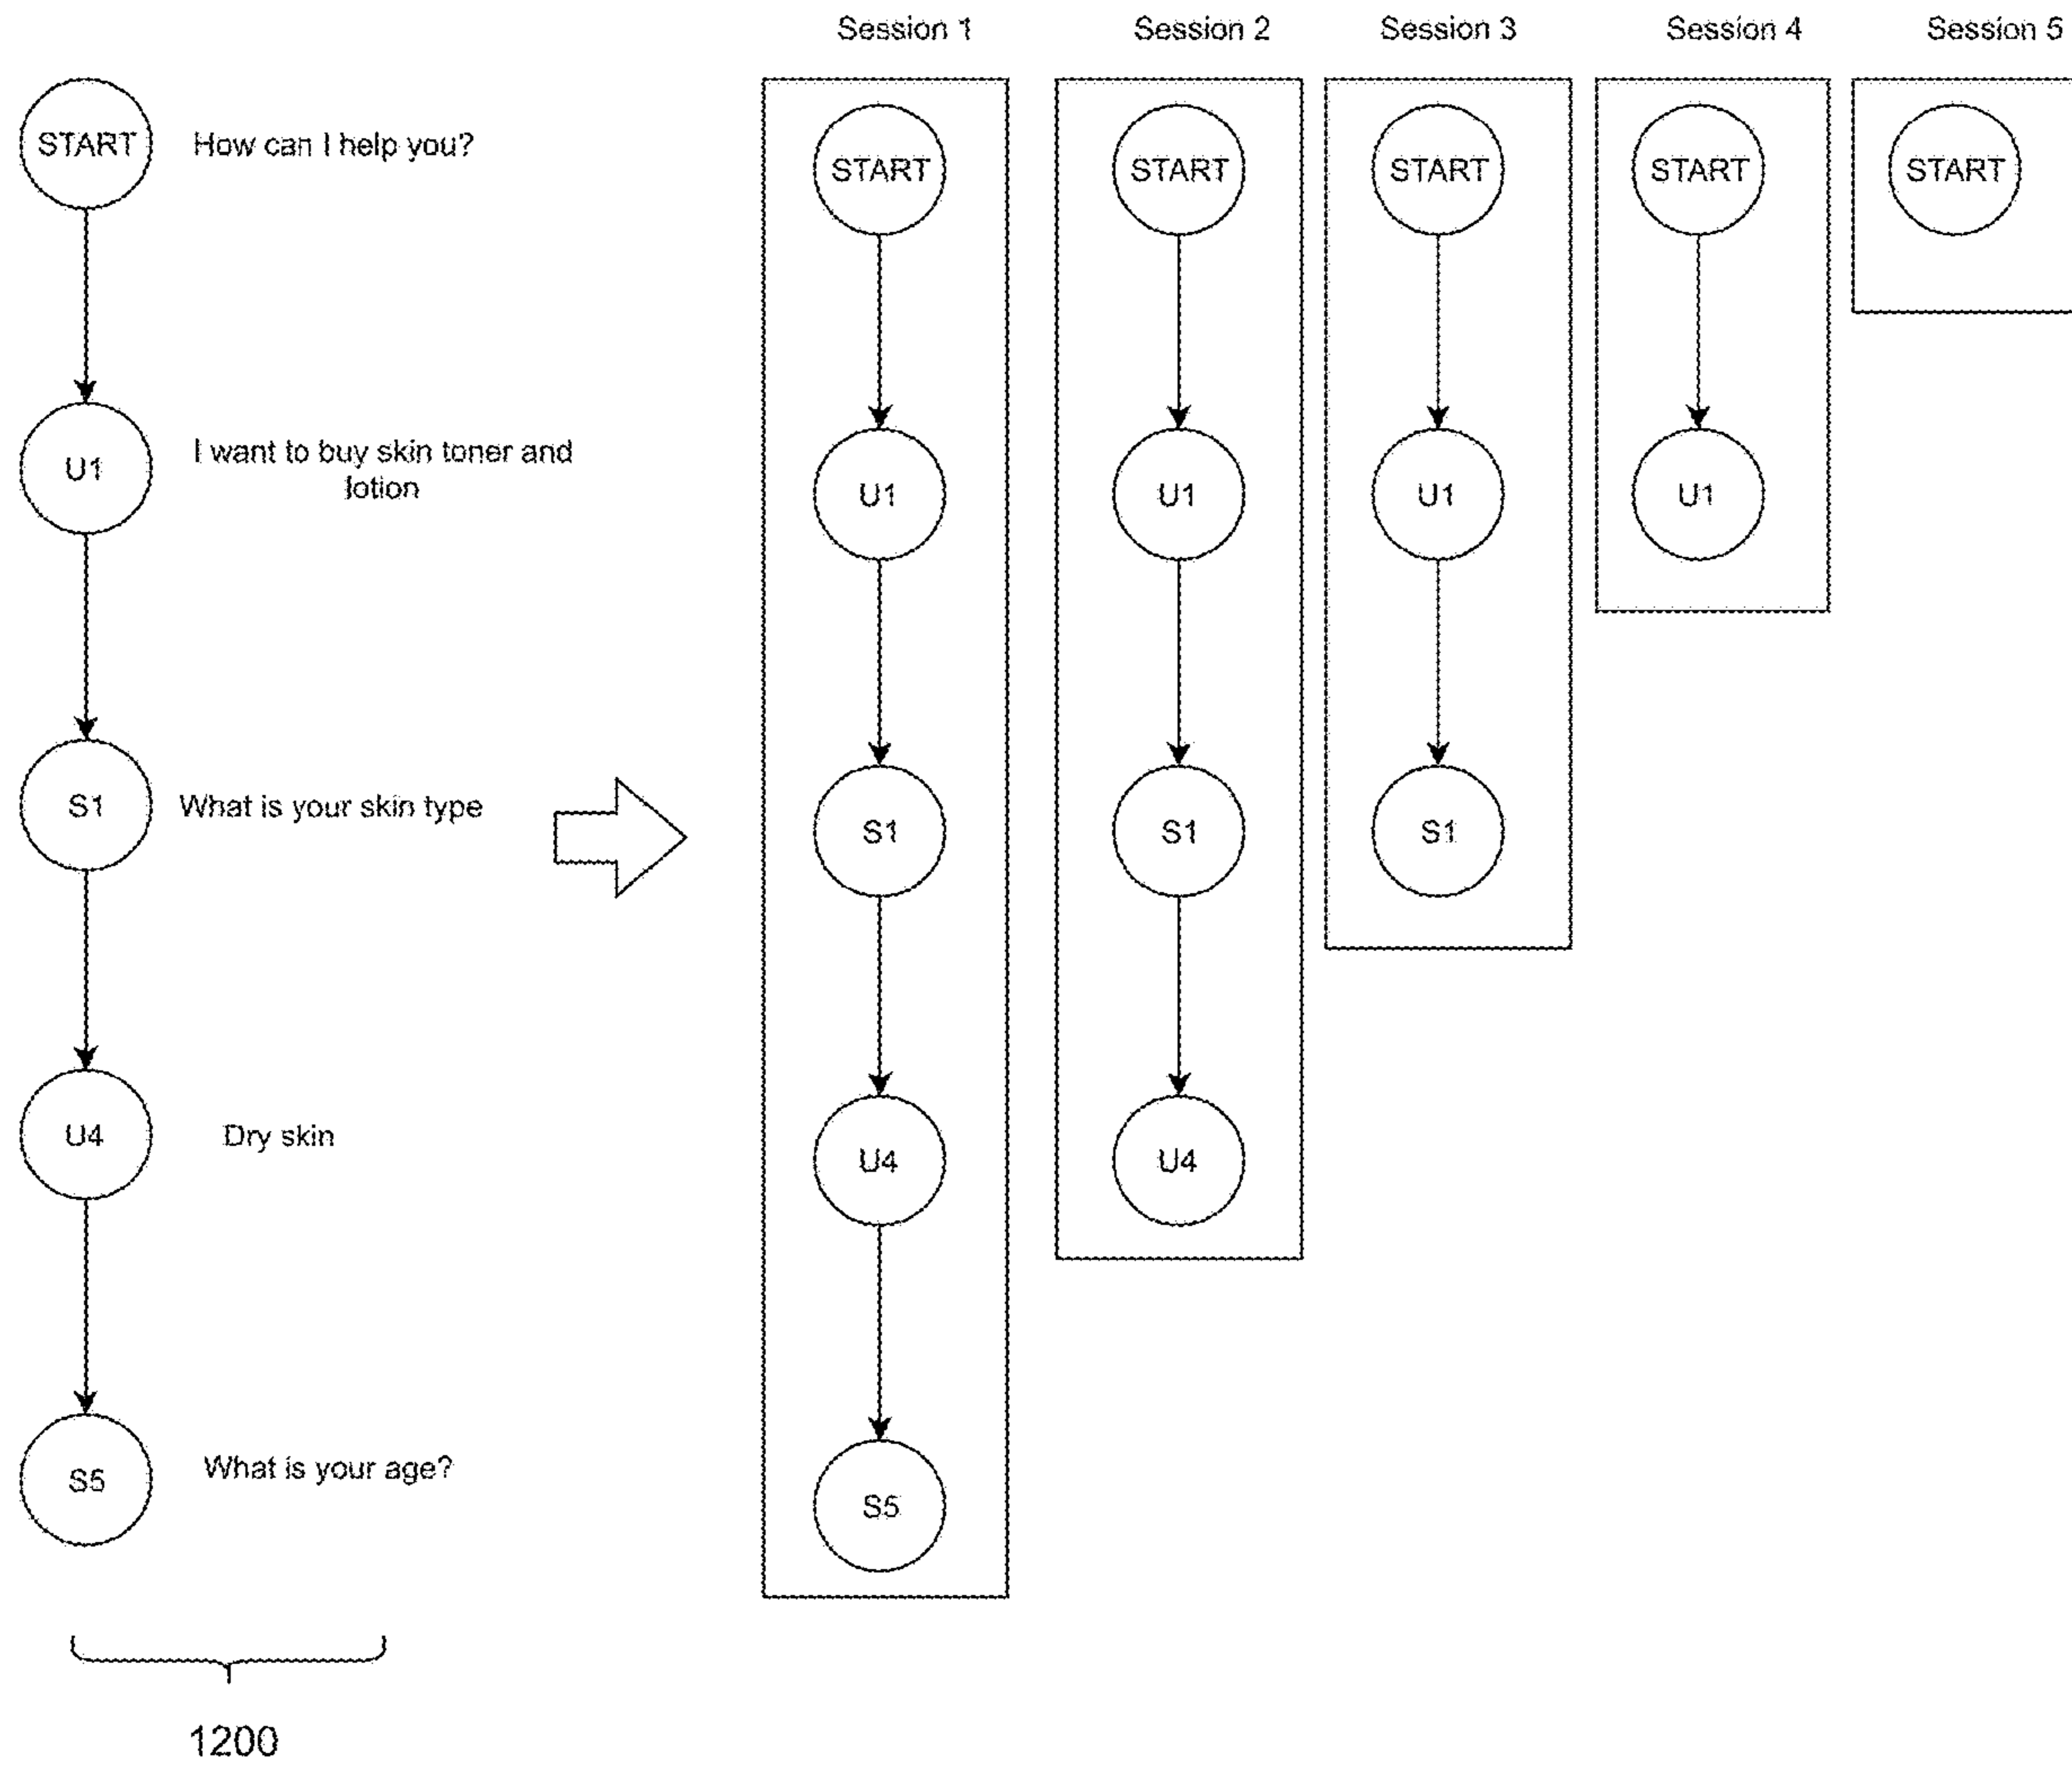 Session 1
Session 2
Session 3
Session 4
Session 5
START
How can I help you?
START
START
START
START
START
U1
I want to buy skin toner and
lotion
U1
U1
U1
U1
S1
What is your skin type
S1
S1
S1
U4
Dry skin
U4
U4
S5
What is your age?
S5
1200